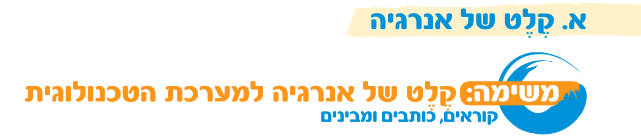 א. קֶלֶט של אנרגיה
משימה: קֶלֶט של אנרגיה למערכת הטכנולוגית
קוראים, כותבים ומבינים